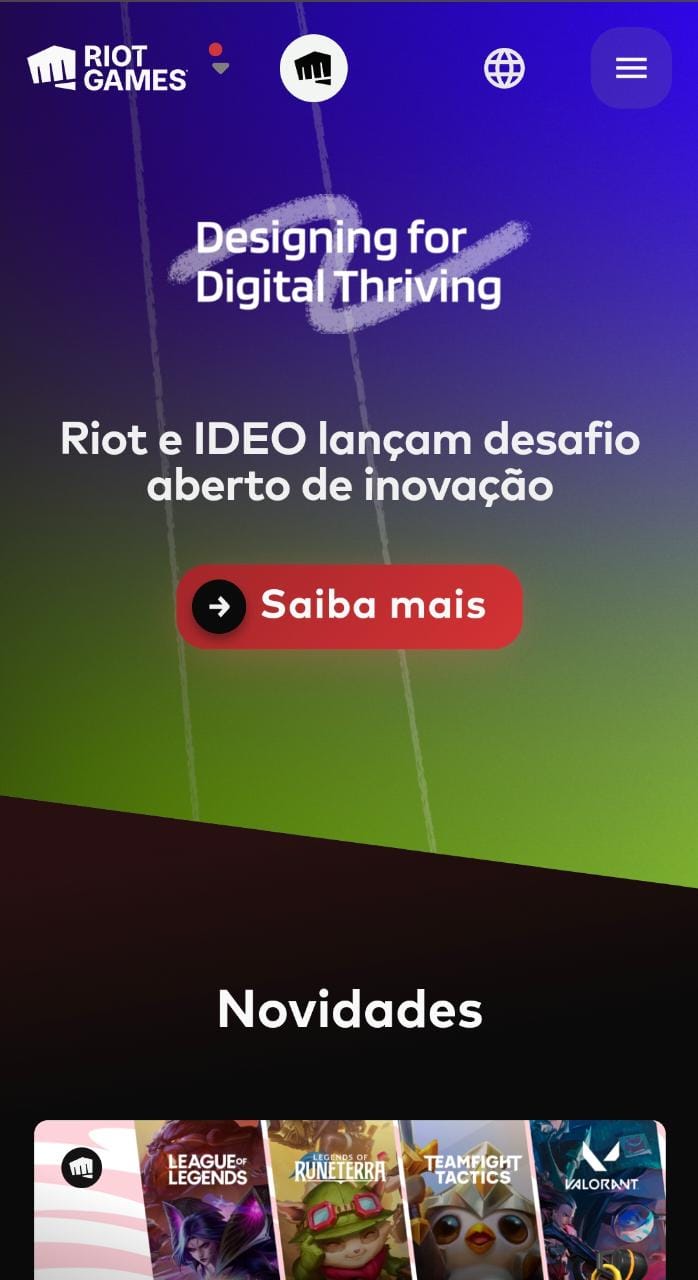 RIOT
GAMES
Designing for
Digital Thriving
Riot e IDEO lançam desafio
aberto de inovação
Saiba mais
Novidades
LEAGUE OF
LEGENDS
LEGENDS OF
RUNETERRA
TEAMFIGHT
TACTICS
VALORANT